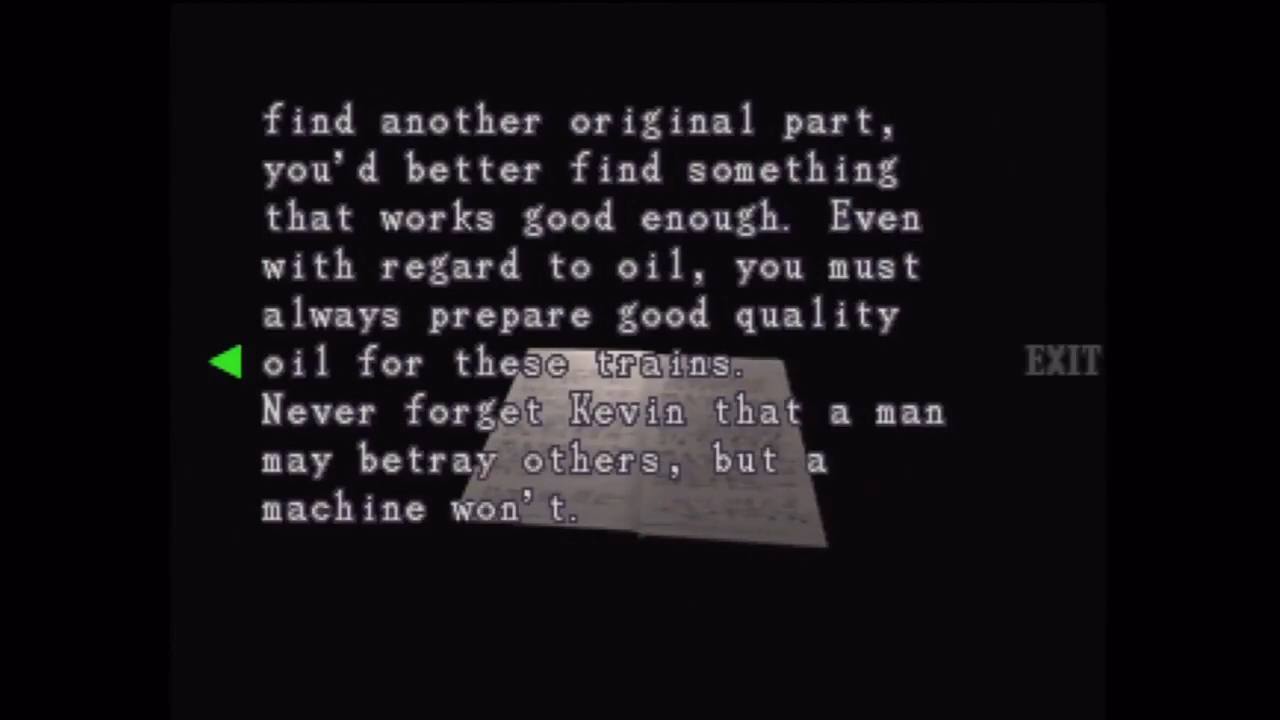 find another original part,
you'd better find something
that works good enough. Even
with regard to oil, you must
always prepare good quality
oil for these trains.
EXIT
Never forget Kevin that a man
may betray others, but a
machine won't.